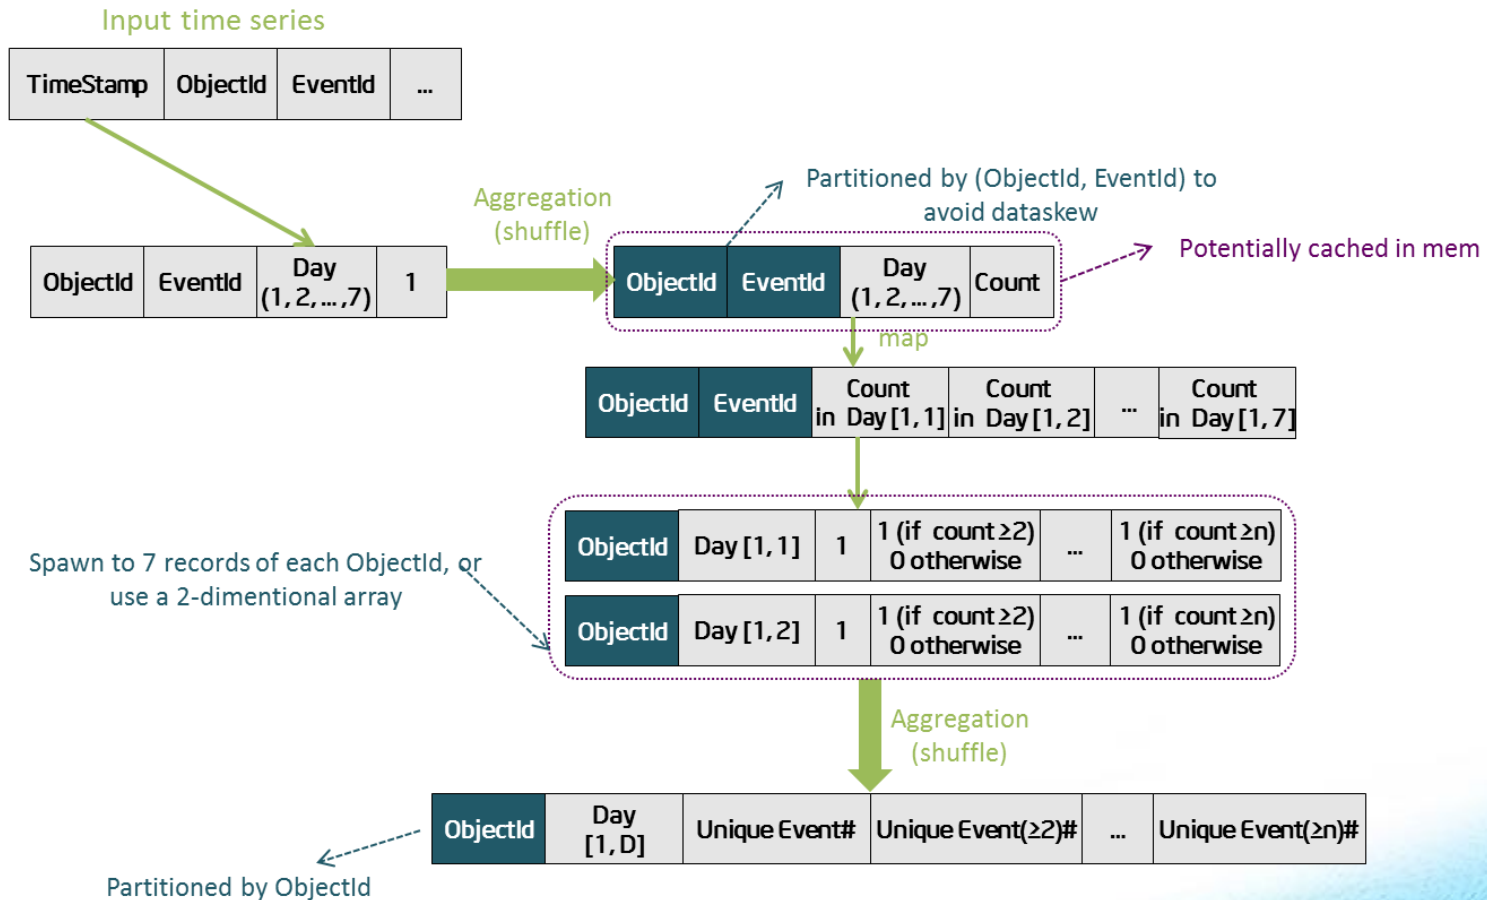 Input time series
TimeStamp ObjectId EventId ...
Aggregation
(shuffle)
Partitioned by (ObjectId, EventId) to
avoid dataskew
Potentially cached in mem
ObjectId EventId Day
(1, 2, ... ,7) 1
ObjectId EventId Day
(1, 2, ... ,7) Count
map
ObjectId EventId Count
in Day [1, 1] Count
in Day [1, 2] ... Count
in Day [1, 7]
Spawn to 7 records of each ObjectId, or
use a 2-dimentional array
ObjectId Day [1, 1] 1 1 (if count ≥2)
0 otherwise ... 1 (if count ≥n)
0 otherwise
ObjectId Day [1, 2] 1 1 (if count ≥2)
0 otherwise ... 1 (if count ≥n)
0 otherwise
Aggregation
(shuffle)
ObjectId Day
[1, D] Unique Event# Unique Event(≥2)# ... Unique Event(≥n)#
Partitioned by ObjectId